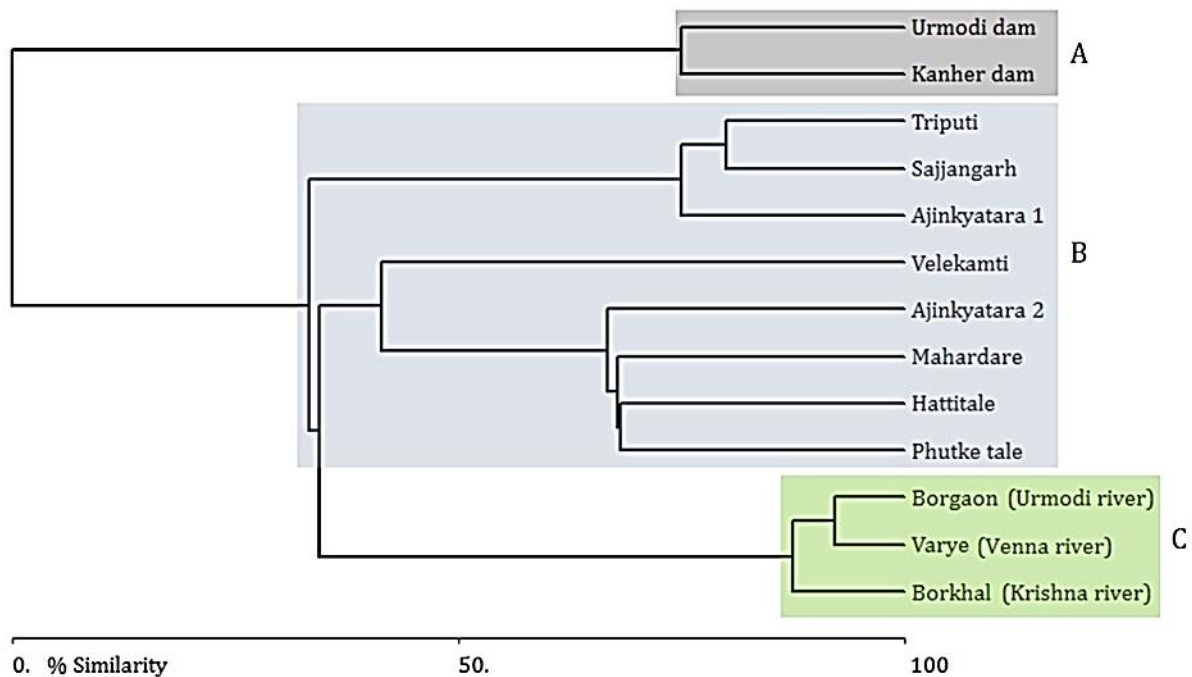 Urmodi dam
A
Kanher dam
Triputi
Sajjangarh
Ajinkyatara 1
B
Velekamti
Ajinkyatara 2
Mahardare
Hattitale
Phutke tale
Borgaon (Urmodi river)
C
Varye (Venna river)
Borkhal (Krishna river)
0. % Similarity 50. 100